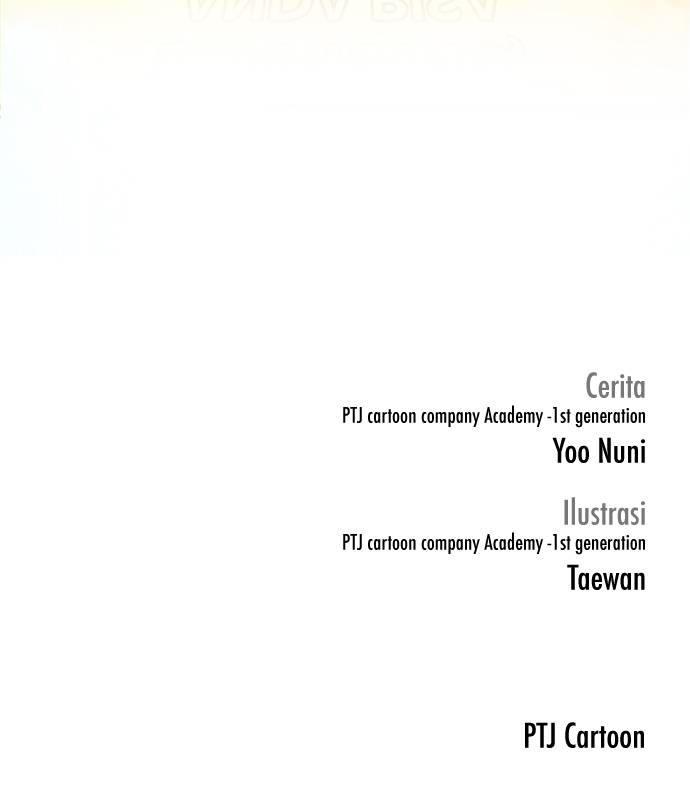 Cerita
PTJ cartoon company Academy -1st generation
Yoo Nuni
Ilustrasi
PTJ cartoon company Academy -1st generation
Taewan
PTJ Cartoon